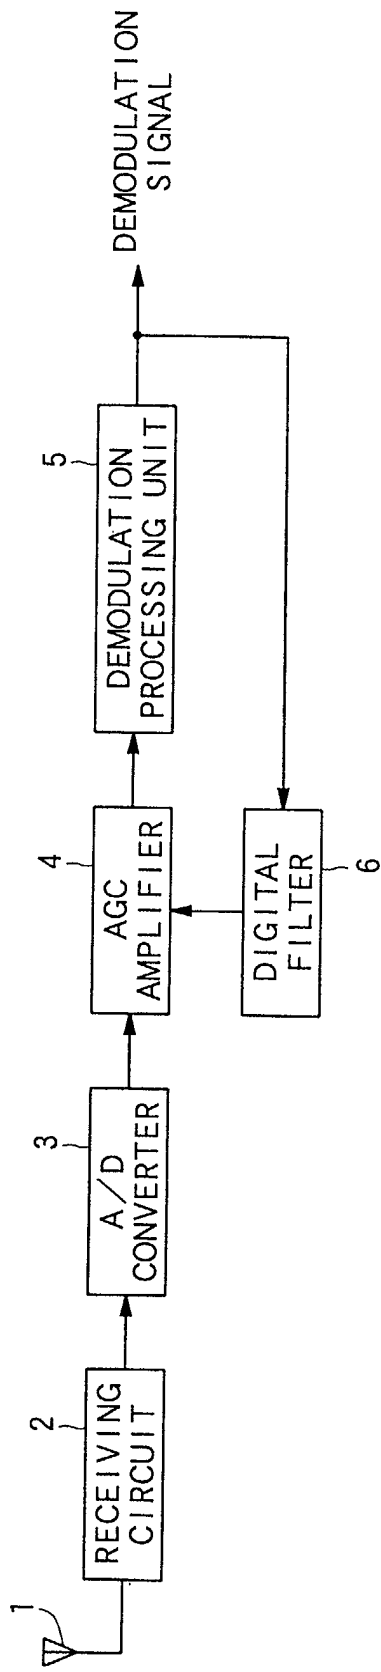 1
2
RECEIVING
CIRCUIT
3
A/D
CONVERTER
4
AGC
AMPLIFIER
5
DEMODULATION
PROCESSING UNIT
DEMODULATION
SIGNAL
DIGITAL
FILTER
6